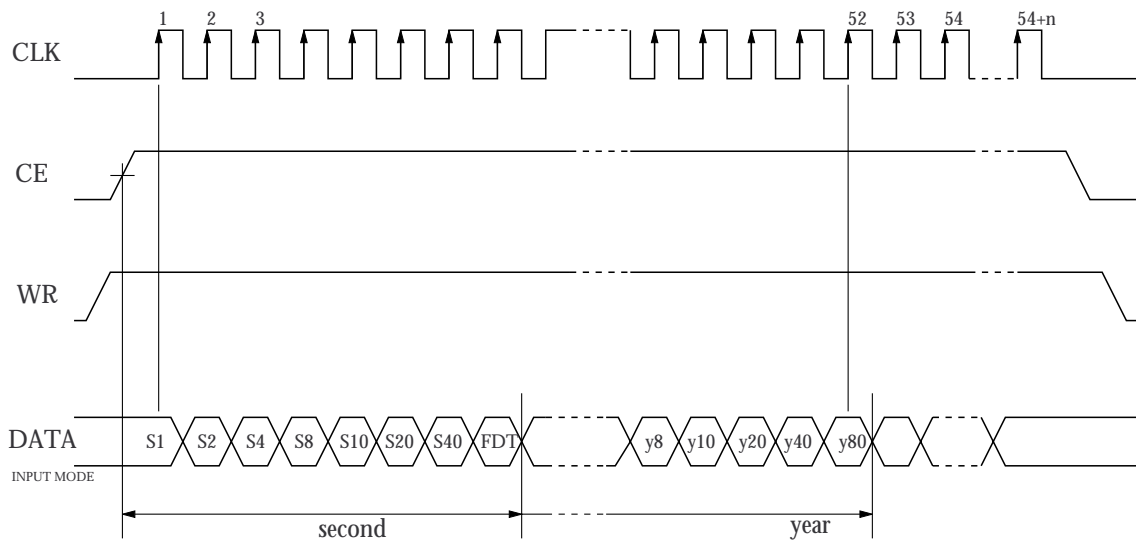 1 2 3 52 53 54 54+n
CLK
CE
WR
DATA S1 S2 S4 S8 S10 S20 S40 FDT y8 y10 y20 y40 y80
INPUT MODE
second year